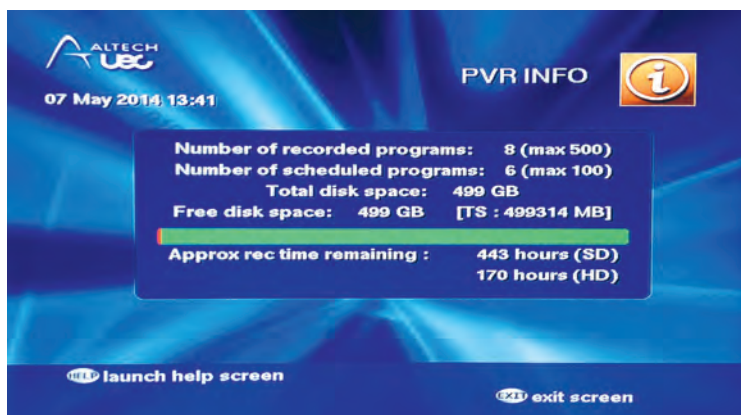 ALTECH
UEC
PVR INFO
07 May 2014 13:41
Number of recorded programs: 8 (max 500)
Number of scheduled programs: 6 (max 100)
Total disk space: 499 GB
Free disk space: 499 GB [TS : 499314 MB]
Approx rec time remaining : 443 hours (SD)
170 hours (HD)
HELP launch help screen
EXIT exit screen